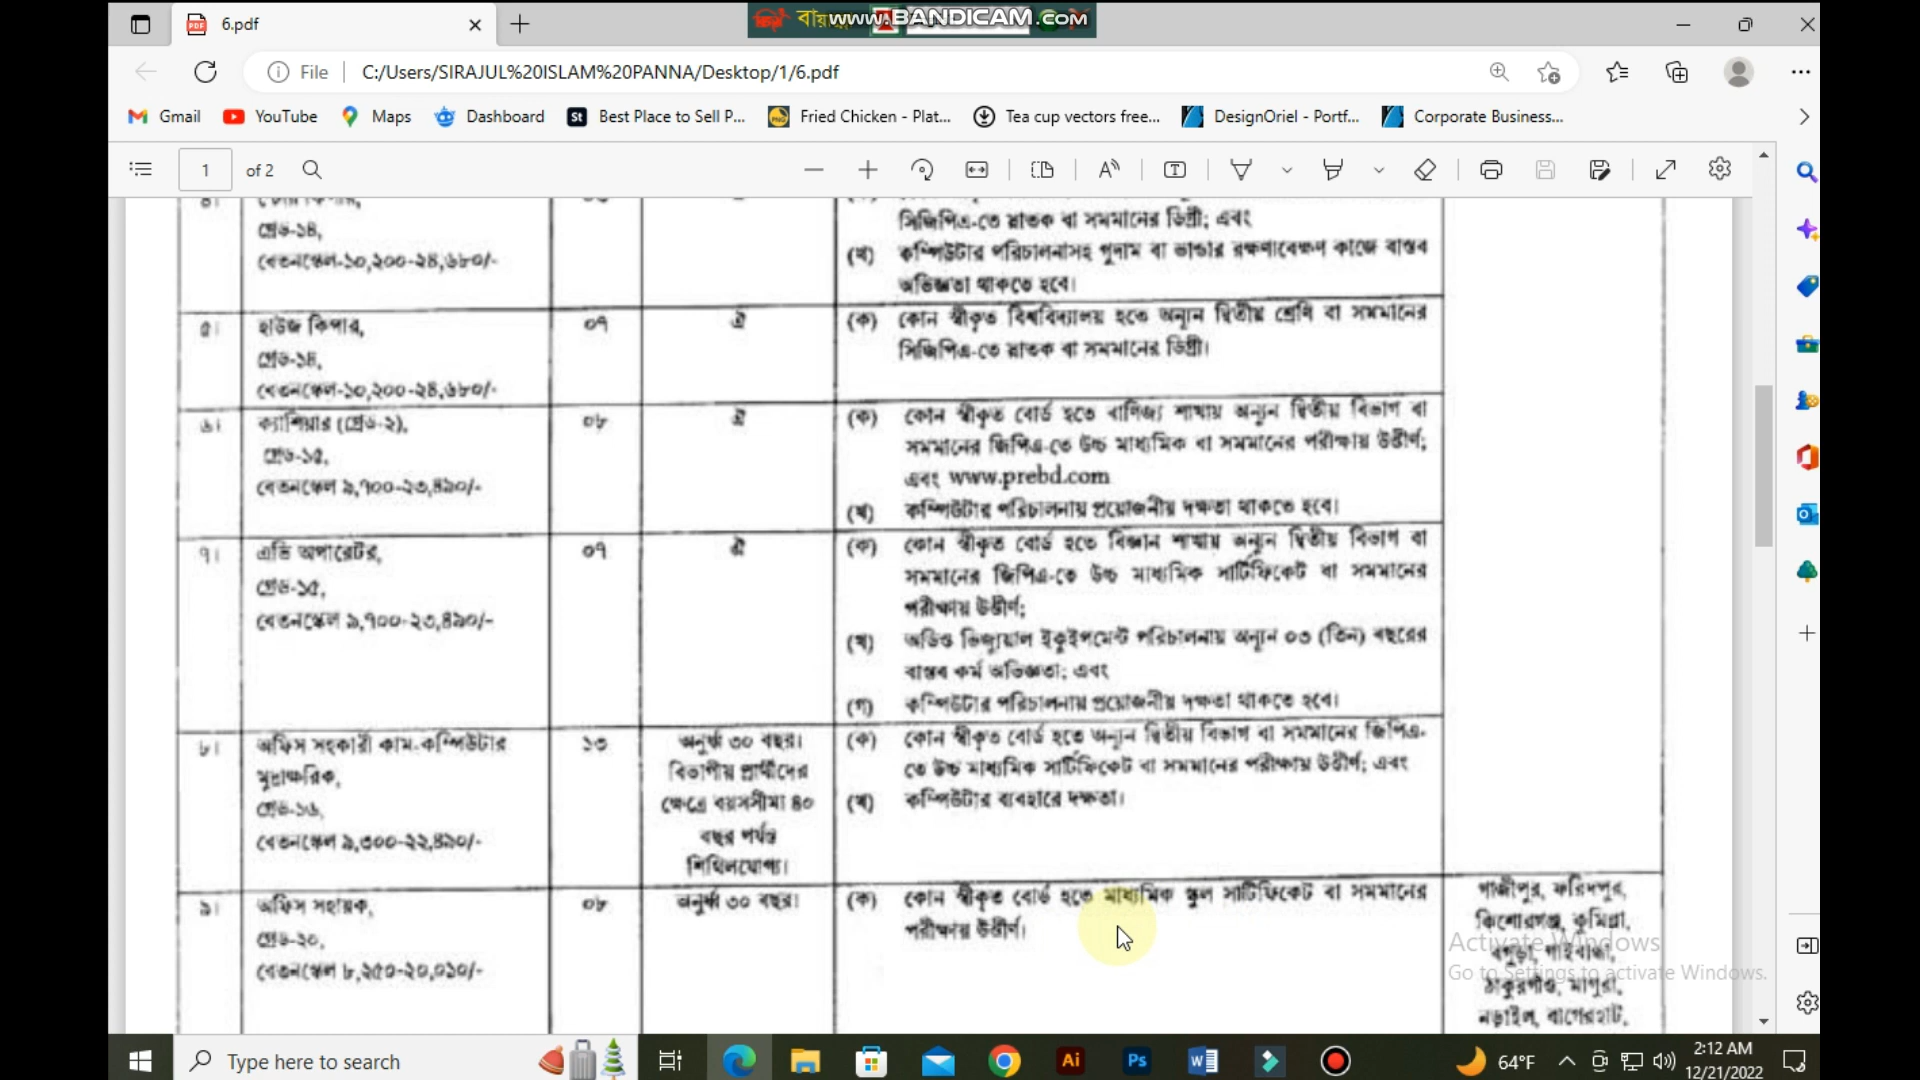 6.pdf
www.BANDICAM.com
File
C:/Users/SIRAJUL%20ISLAM%20PANNA/Desktop/1/6.pdf
Gmail YouTube Maps Dashboard Best Place to Sell P... Fried Chicken - Plat... Tea cup vectors free... DesignOriel - Portf... Corporate Business...
1 of 2
গ্রেড-১৪,
বেতনস্কেল-১০,২০০-২৪,৬৮০/-
সিজিপিএ-তে স্নাতক বা সমমানের ডিগ্রী; এবং
(খ) কম্পিউটার পরিচালনাসহ গুদাম বা ভান্ডার রক্ষণাবেক্ষণ কাজে বাস্তব
অভিজ্ঞতা থাকতে হবে।
৫। হাউজ কিপার, ০৭ ঐ (ক) কোন স্বীকৃত বিশ্ববিদ্যালয় হতে অন্যূন দ্বিতীয় শ্রেণি বা সমমানের
গ্রেড-১৪, সিজিপিএ-তে স্নাতক বা সমমানের ডিগ্রী।
বেতনস্কেল-১০,২০০-২৪,৬৮০/-
৬। ক্যাশিয়ার (গ্রেড-২), ০৮ ঐ (ক) কোন স্বীকৃত বোর্ড হতে বাণিজ্য শাখায় অন্যূন দ্বিতীয় বিভাগ বা
গ্রেড-১৫, সমমানের জিপিএ-তে উচ্চ মাধ্যমিক বা সমমানের পরীক্ষায় উত্তীর্ণ;
বেতনস্কেল ৯,৭০০-২৩,৪৯০/- এবং www.prebd.com
(খ) কম্পিউটার পরিচালনায় প্রয়োজনীয় দক্ষতা থাকতে হবে।
৭। এভি অপারেটর, ০৭ ঐ (ক) কোন স্বীকৃত বোর্ড হতে বিজ্ঞান শাখায় অন্যূন দ্বিতীয় বিভাগ বা
গ্রেড-১৫, সমমানের জিপিএ-তে উচ্চ মাধ্যমিক সার্টিফিকেট বা সমমানের
পরীক্ষায় উত্তীর্ণ;
বেতনস্কেল ৯,৭০০-২৩,৪৯০/-
(খ) অডিও ভিজ্যুয়াল ইকুইপমেন্ট পরিচালনায় অন্যূন ০৩ (তিন) বছরের
বাস্তব কর্ম অভিজ্ঞতা; এবং
(গ) কম্পিউটার পরিচালনায় প্রয়োজনীয় দক্ষতা থাকতে হবে।
৮। অফিস সহকারী কাম-কম্পিউটার ১৩ অনূর্ধ্ব ৩০ বছর। (ক) কোন স্বীকৃত বোর্ড হতে অন্যূন দ্বিতীয় বিভাগ বা সমমানের জিপিএ-
মুদ্রাক্ষরিক, বিভাগীয় প্রার্থীদের তে উচ্চ মাধ্যমিক সার্টিফিকেট বা সমমানের পরীক্ষায় উত্তীর্ণ; এবং
গ্রেড-১৬, ক্ষেত্রে বয়সসীমা ৪০ (খ) কম্পিউটার ব্যবহারে দক্ষতা।
বেতনস্কেল ৯,৩০০-২২,৪৯০/- বছর পর্যন্ত
শিথিলযোগ্য।
৯। অফিস সহায়ক, ০৮ অনূর্ধ্ব ৩০ বছর। (ক) কোন স্বীকৃত বোর্ড হতে মাধ্যমিক স্কুল সার্টিফিকেট বা সমমানের গাজীপুর, ফরিদপুর,
গ্রেড-২০, পরীক্ষায় উত্তীর্ণ। কিশোরগঞ্জ, কুমিল্লা,
বেতনস্কেল ৮,২৫০-২০,০১০/- বগুড়া, গাইবান্ধা,
ঠাকুরগাঁও, মাগুরা,
নড়াইল, বাগেরহাট,
Activate Windows
Go to Settings to activate Windows.
Type here to search
64°F
2:12 AM
12/21/2022